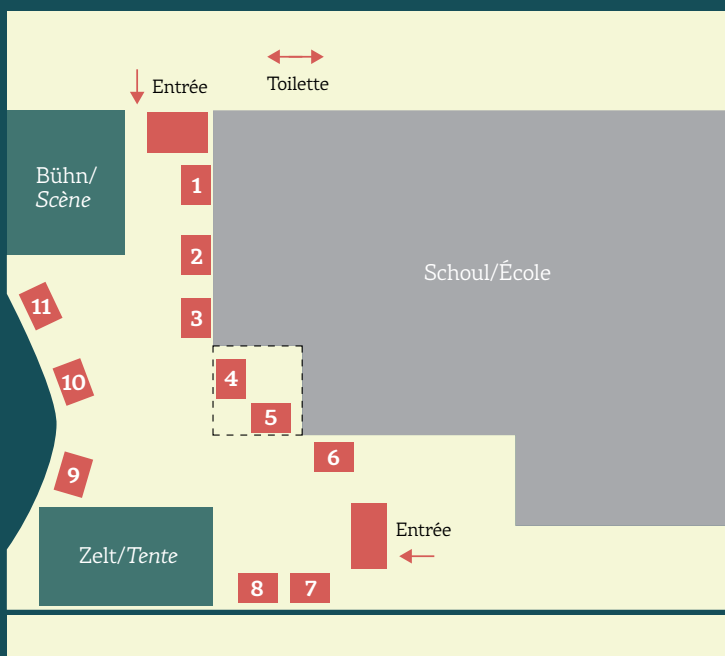 Entrée
Toilette
Bühn/
Scène
1
2
Schoul/École
11
3
4
10
5
6
9
Entrée
Zelt/Tente
8
7